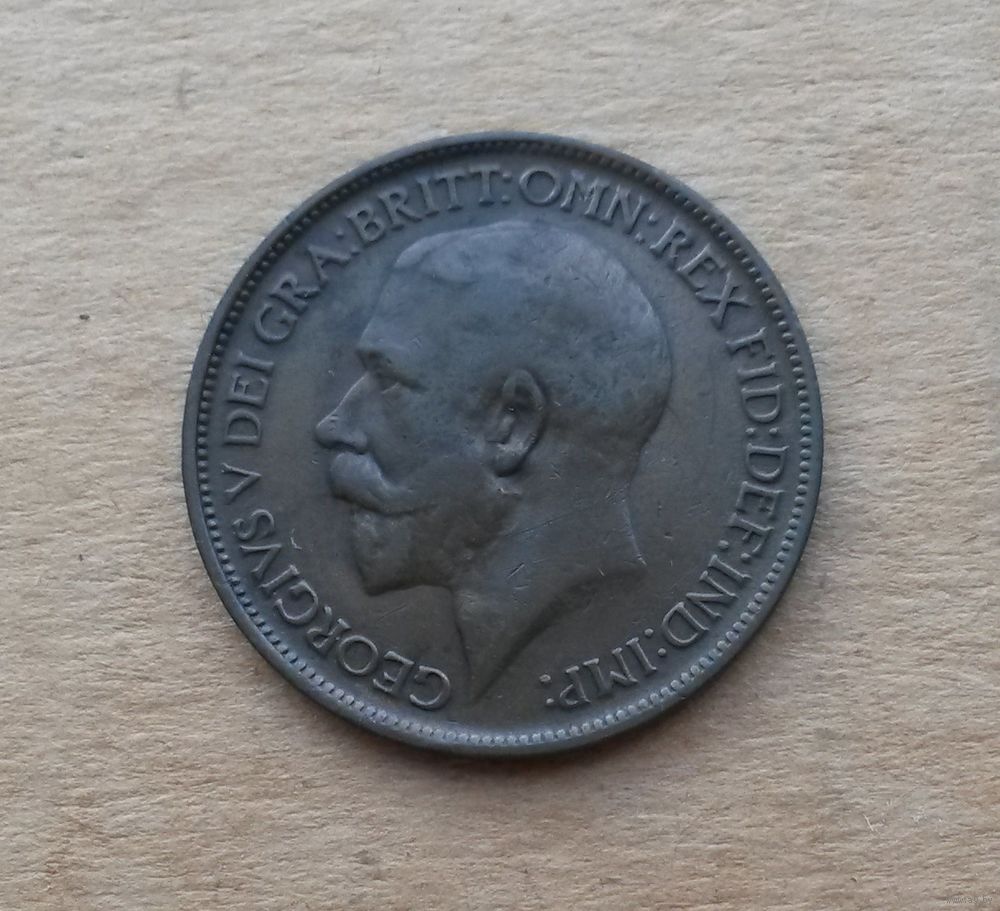 GEORGIVS V DEI GRA: BRITT: OMN: REX FID: DEF: IND: IMP: